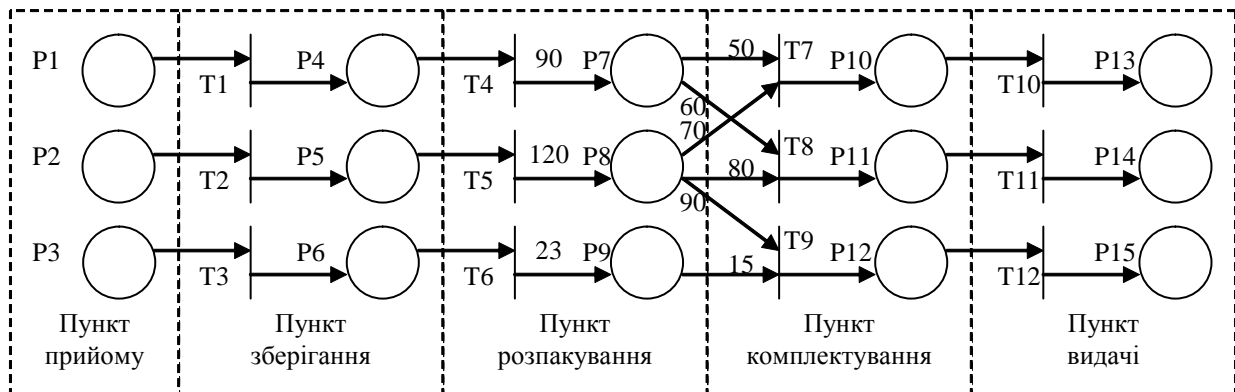 P1
T1
P4
T4
90
P7
50
T7
P10
T10
P13
60
70
P2
T2
P5
T5
120
P8
80
T8
P11
T11
P14
90
P3
T3
P6
T6
23
P9
15
T9
P12
T12
P15
Пункт
прийому
Пункт
зберігання
Пункт
розпакування
Пункт
комплектування
Пункт
видачі